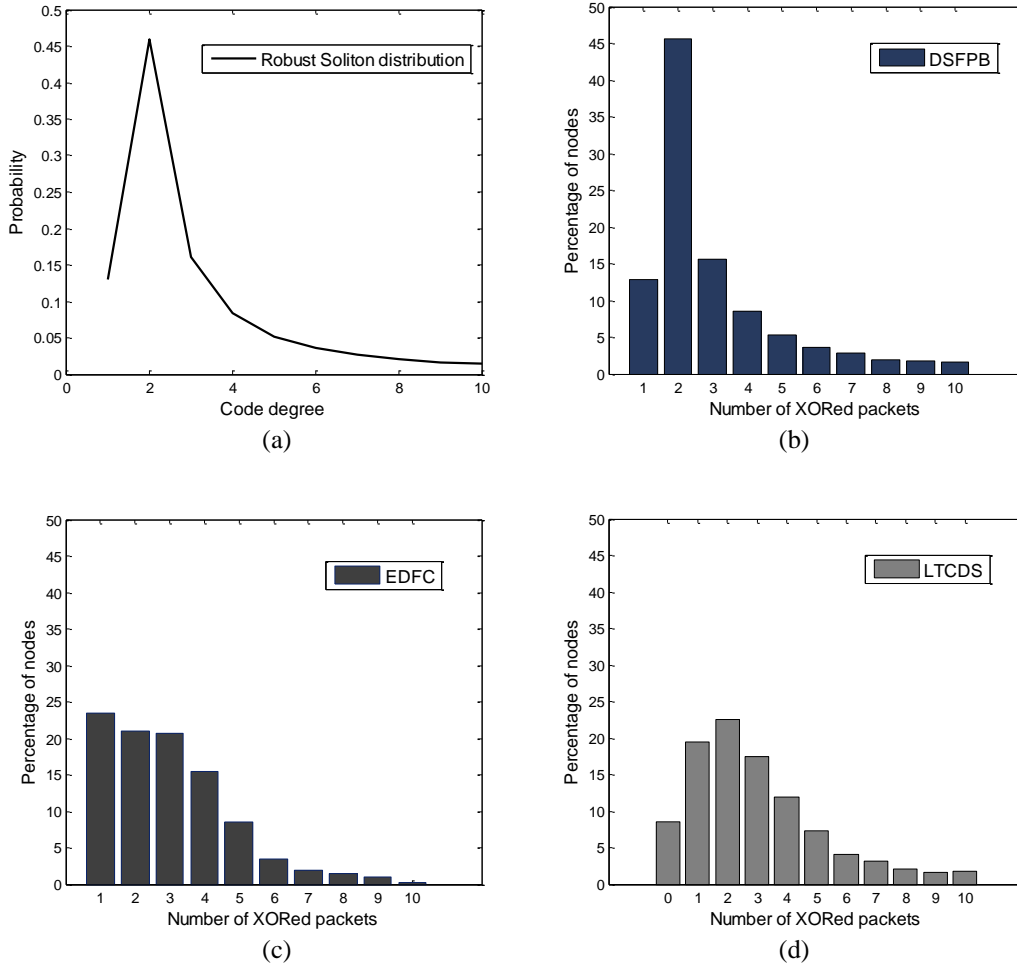 0.5
0.45
0.4
0.35
0.3
0.25
0.2
0.15
0.1
0.05
0
Probability
0 2 4 6 8 10
Code degree
Robust Soliton distribution
(a)
50
45
40
35
30
25
20
15
10
5
0
Percentage of nodes
1 2 3 4 5 6 7 8 9 10
Number of XORed packets
DSFPB
(b)
50
45
40
35
30
25
20
15
10
5
0
Percentage of nodes
1 2 3 4 5 6 7 8 9 10
Number of XORed packets
EDFC
(c)
50
45
40
35
30
25
20
15
10
5
0
Percentage of nodes
0 1 2 3 4 5 6 7 8 9 10
Number of XORed packets
LTCDS
(d)